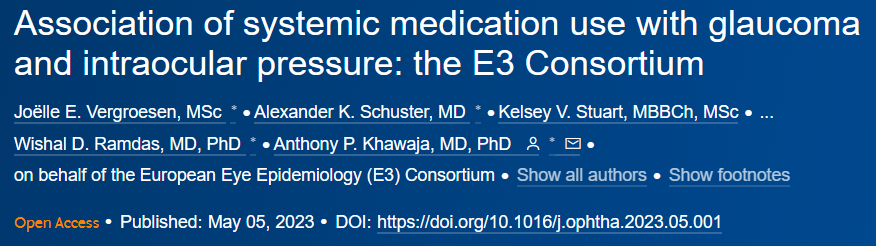 Association of systemic medication use with glaucoma
and intraocular pressure: the E3 Consortium
Joëlle E. Vergroesen, MSc * • Alexander K. Schuster, MD * • Kelsey V. Stuart, MBBCh, MSc • ...
Wishal D. Ramdas, MD, PhD * • Anthony P. Khawaja, MD, PhD * •
on behalf of the European Eye Epidemiology (E3) Consortium • Show all authors • Show footnotes
Open Access • Published: May 05, 2023 • DOI: https://doi.org/10.1016/j.ophtha.2023.05.001